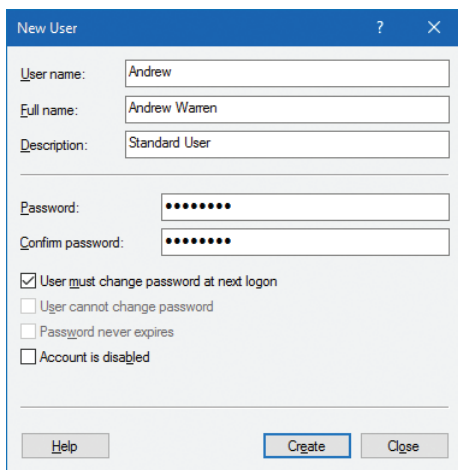 New User ?
User name: Andrew
Full name: Andrew Warren
Description: Standard User
Password: ●●●●●●●●
Confirm password: ●●●●●●●●
User must change password at next logon
User cannot change password
Password never expires
Account is disabled
Help Create Close